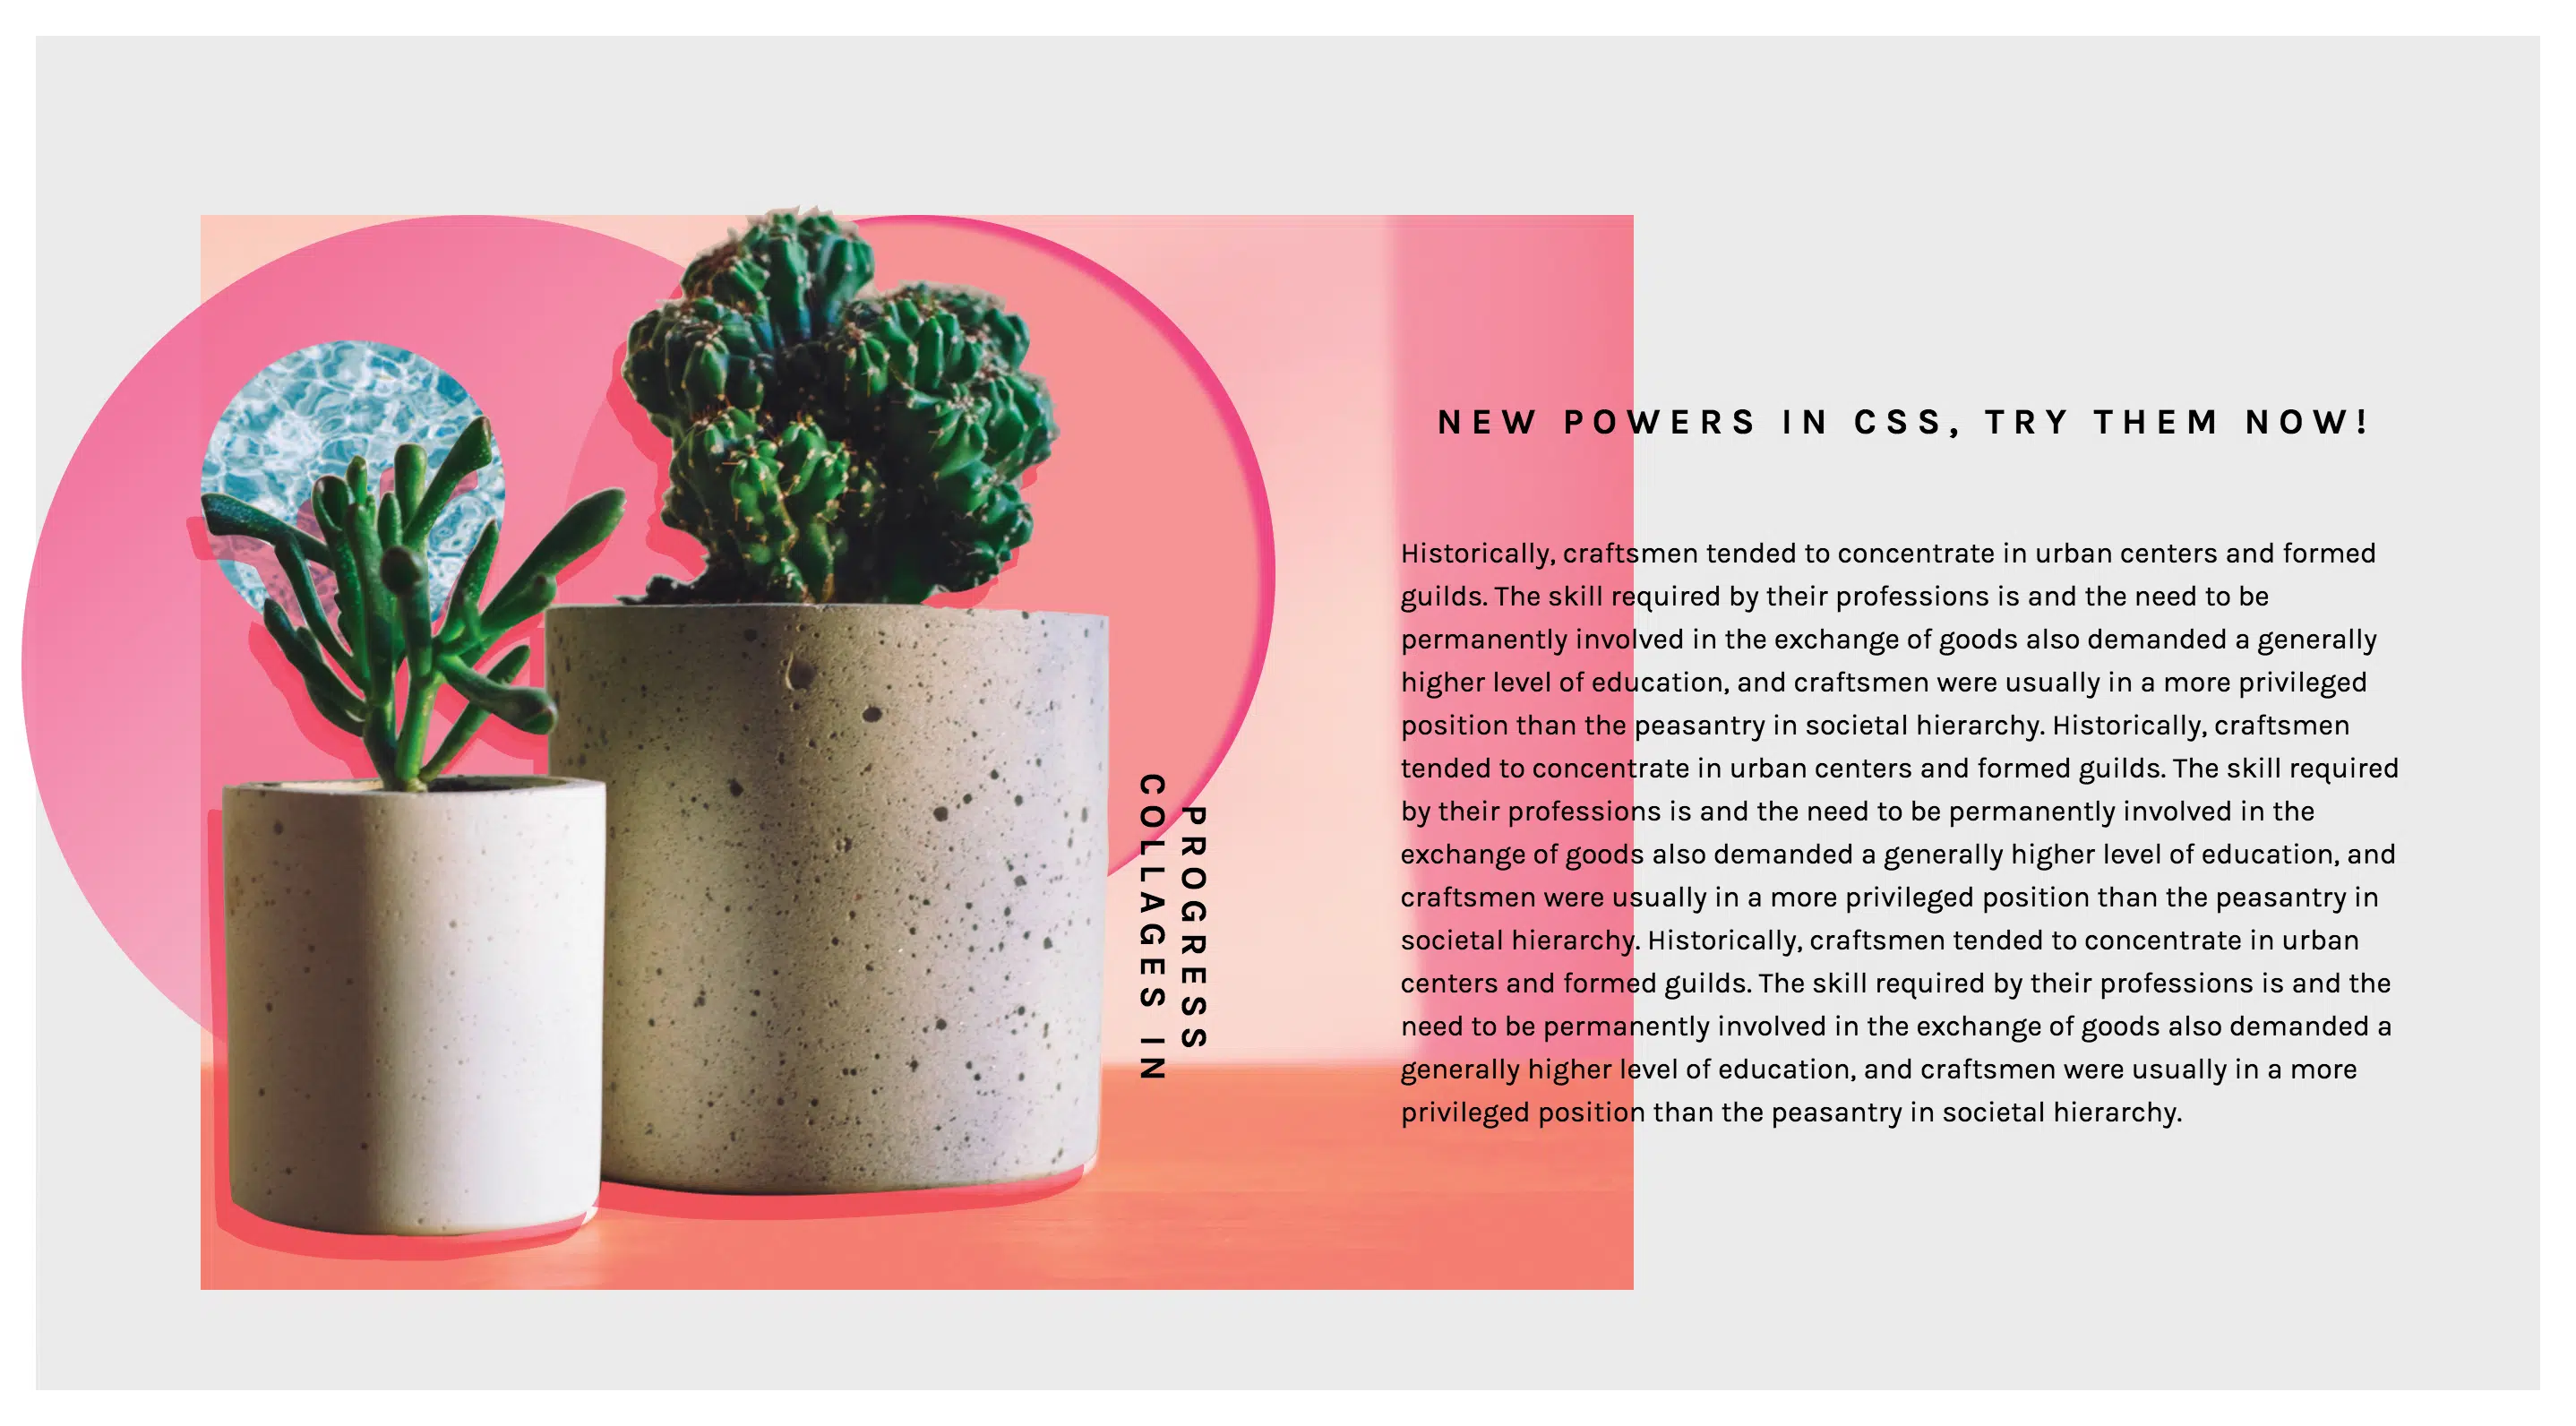 NEW POWERS IN CSS, TRY THEM NOW!
Historically, craftsmen tended to concentrate in urban centers and formed
guilds. The skill required by their professions is and the need to be
permanently involved in the exchange of goods also demanded a generally
higher level of education, and craftsmen were usually in a more privileged
position than the peasantry in societal hierarchy. Historically, craftsmen
tended to concentrate in urban centers and formed guilds. The skill required
by their professions is and the need to be permanently involved in the
exchange of goods also demanded a generally higher level of education, and
craftsmen were usually in a more privileged position than the peasantry in
societal hierarchy. Historically, craftsmen tended to concentrate in urban
centers and formed guilds. The skill required by their professions is and the
need to be permanently involved in the exchange of goods also demanded a
generally higher level of education, and craftsmen were usually in a more
privileged position than the peasantry in societal hierarchy.
COLLAGES IN
PROGRESS